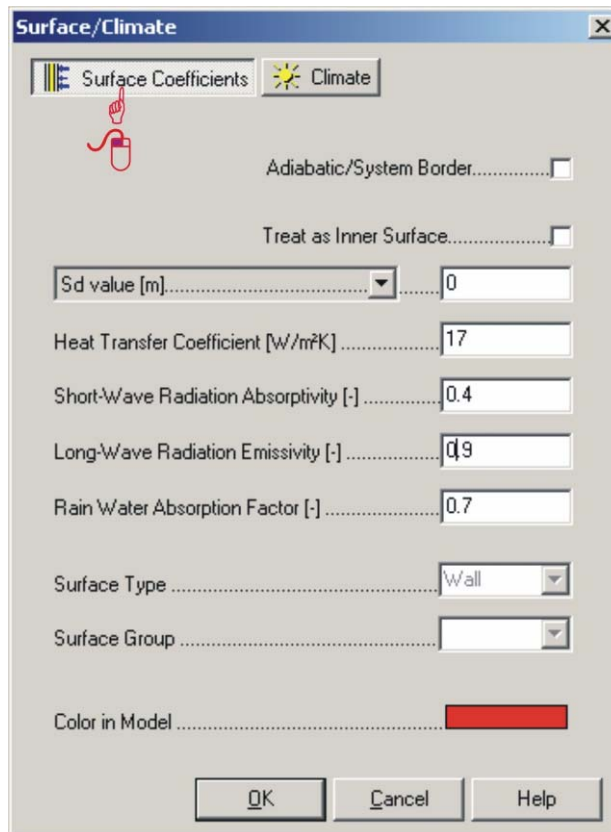 Surface/Climate
Surface Coefficients Climate
Adiabatic/System Border...............
Treat as Inner Surface.....................
Sd value [m]............................................. ...... 0
Heat Transfer Coefficient [W/m²K] ................... 17
Short-Wave Radiation Absorptivity [-] ............... 0.4
Long-Wave Radiation Emissivity [-] .................. 0.9
Rain Water Absorption Factor [-] ..................... 0.7
Surface Type ................................................... Wall
Surface Group .................................................
Color in Model ..................................................
OK Cancel Help